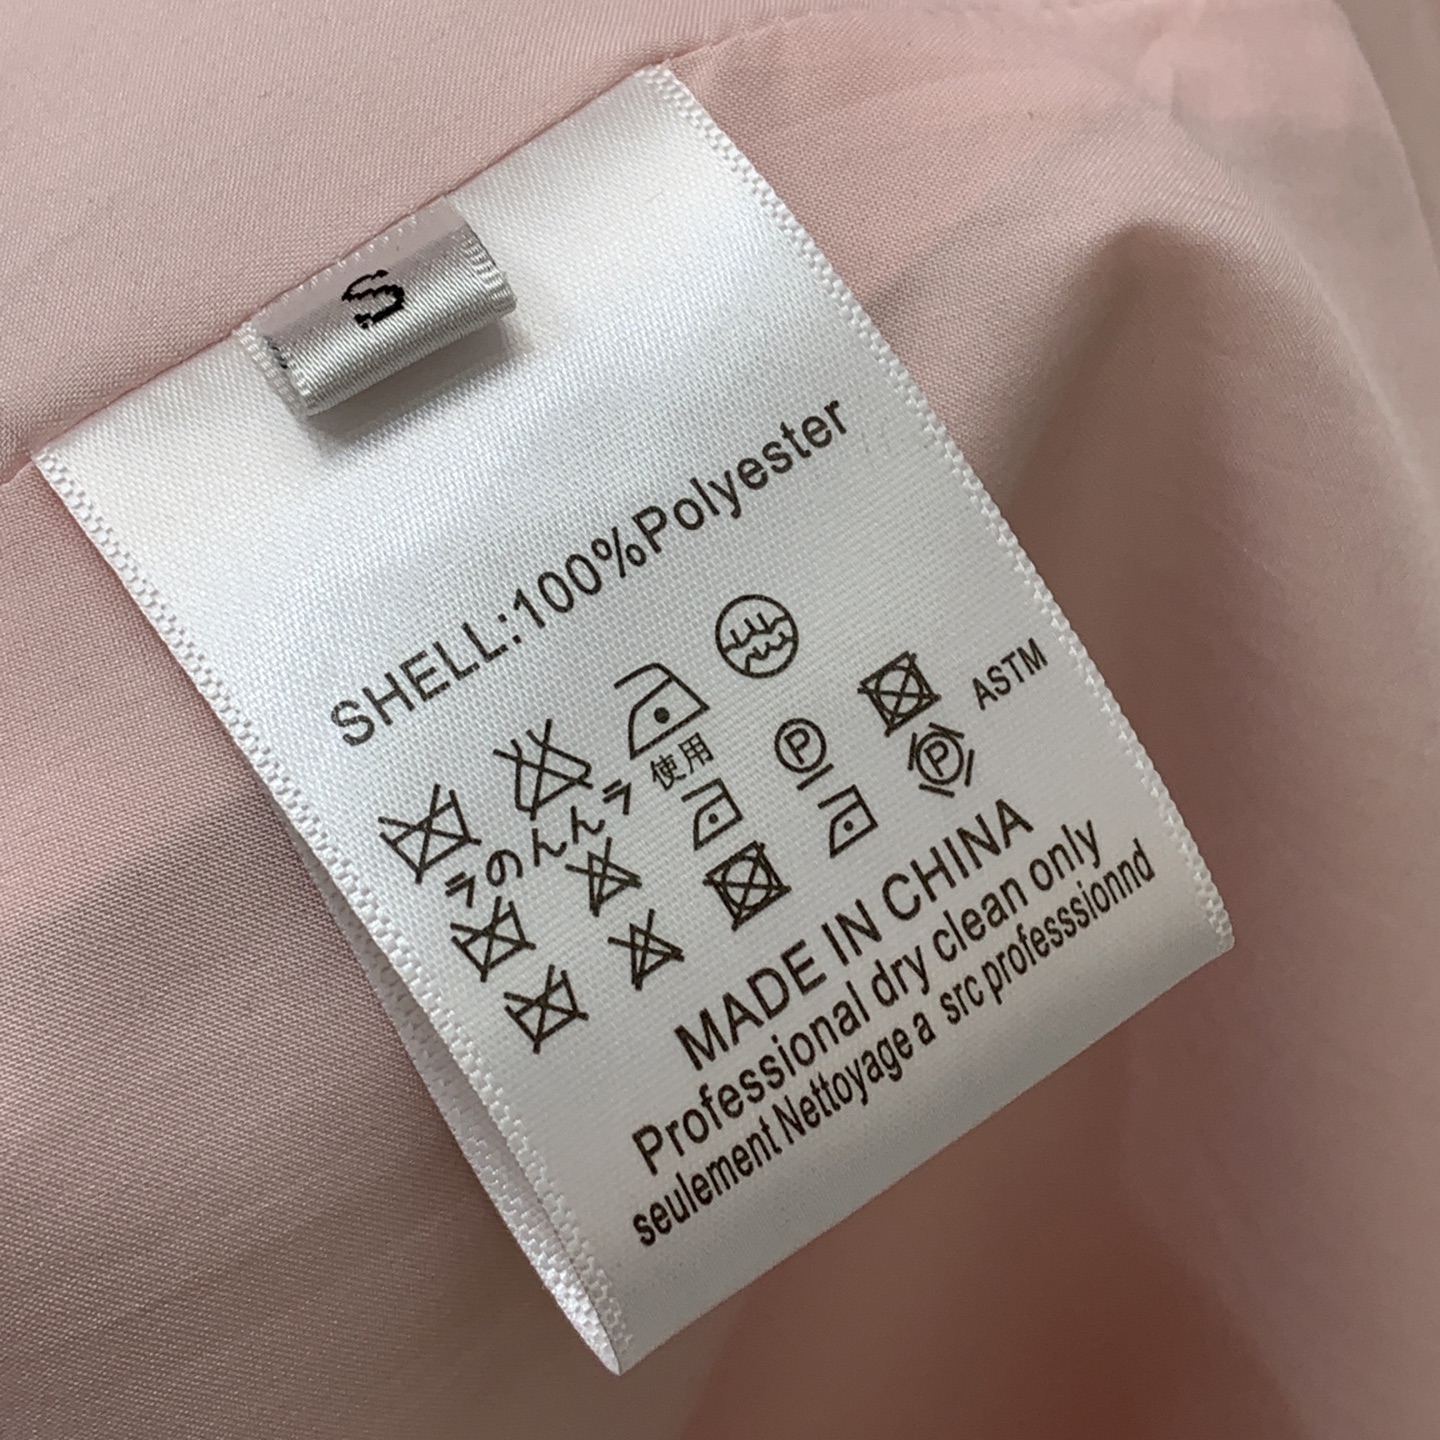 S
SHELL:100%Polyester
ラのんんラ使用
ASTM
P
P
MADE IN CHINA
Professional dry clean only
seulement Nettoyage a src professsionnd